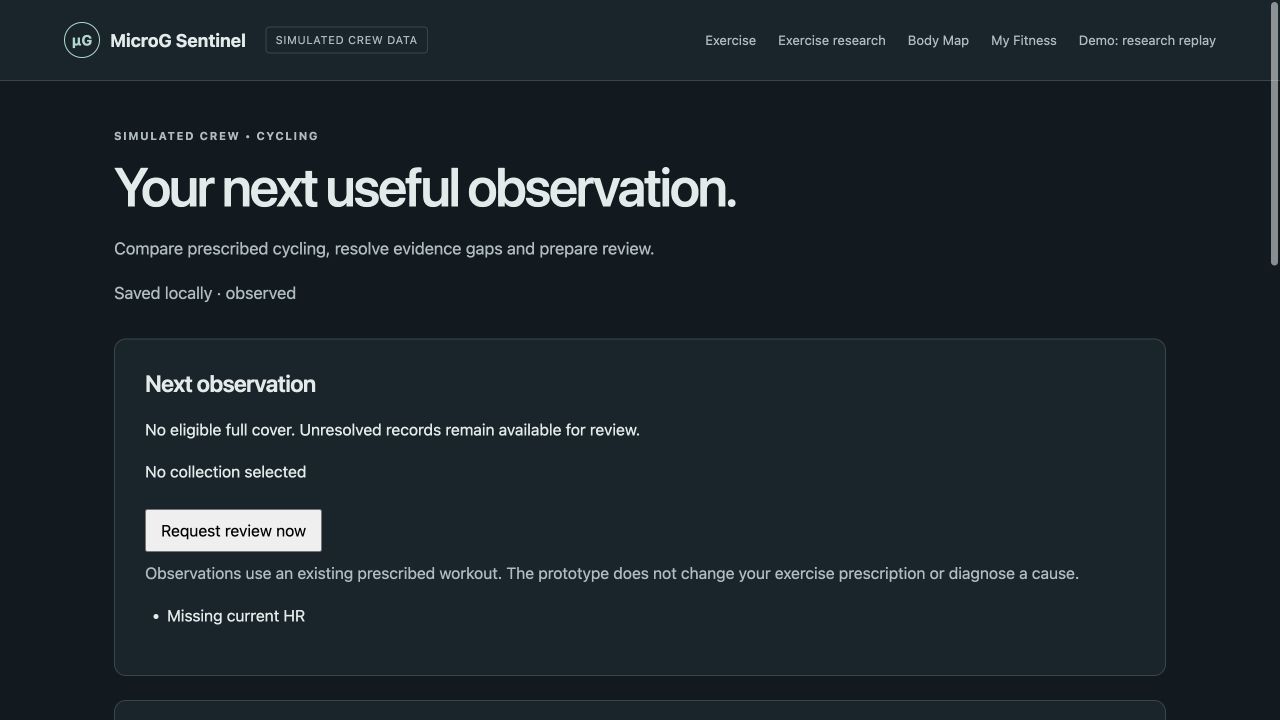 µG MicroG Sentinel SIMULATED CREW DATA Exercise Exercise research Body Map My Fitness Demo: research replay
SIMULATED CREW • CYCLING
Your next useful observation.
Compare prescribed cycling, resolve evidence gaps and prepare review.
Saved locally · observed
Next observation
No eligible full cover. Unresolved records remain available for review.
No collection selected
Request review now
Observations use an existing prescribed workout. The prototype does not change your exercise prescription or diagnose a cause.
• Missing current HR